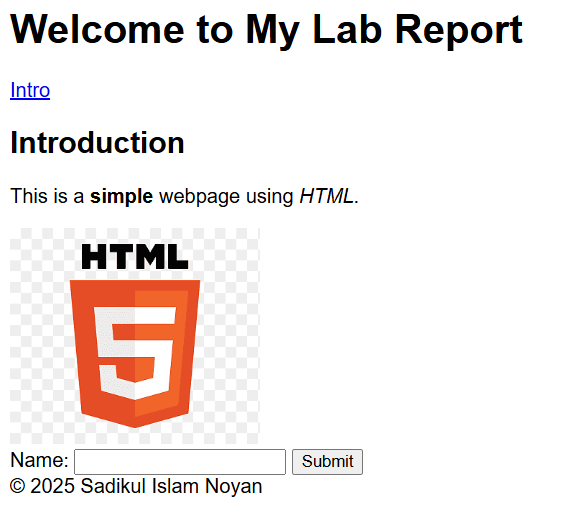 Welcome to My Lab Report
Intro
Introduction
This is a simple webpage using HTML.
HTML
5
Name: Submit
© 2025 Sadikul Islam Noyan